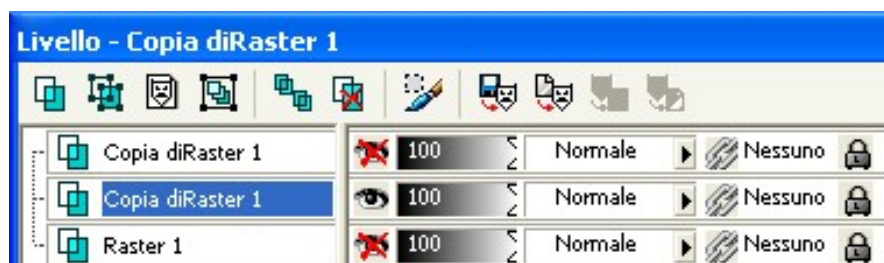 Livello - Copia diRaster 1
Copia diRaster 1 100 Normale Nessuno
Copia diRaster 1 100 Normale Nessuno
Raster 1 100 Normale Nessuno